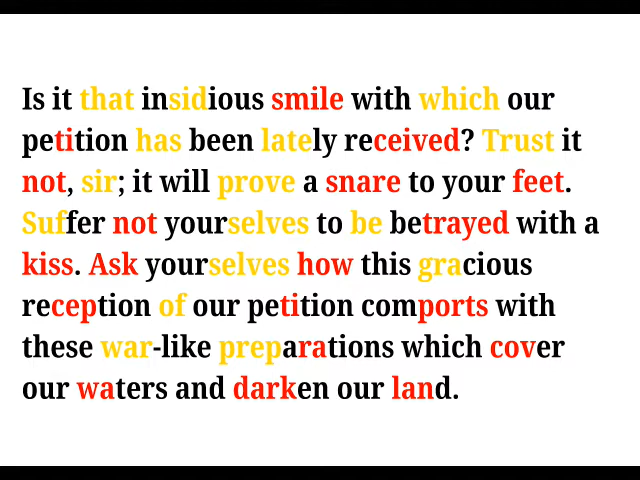 Is it that insidious smile with which our
petition has been lately received? Trust it
not, sir; it will prove a snare to your feet.
Suffer not yourselves to be betrayed with a
kiss. Ask yourselves how this gracious
reception of our petition comports with
these war-like preparations which cover
our waters and darken our land.